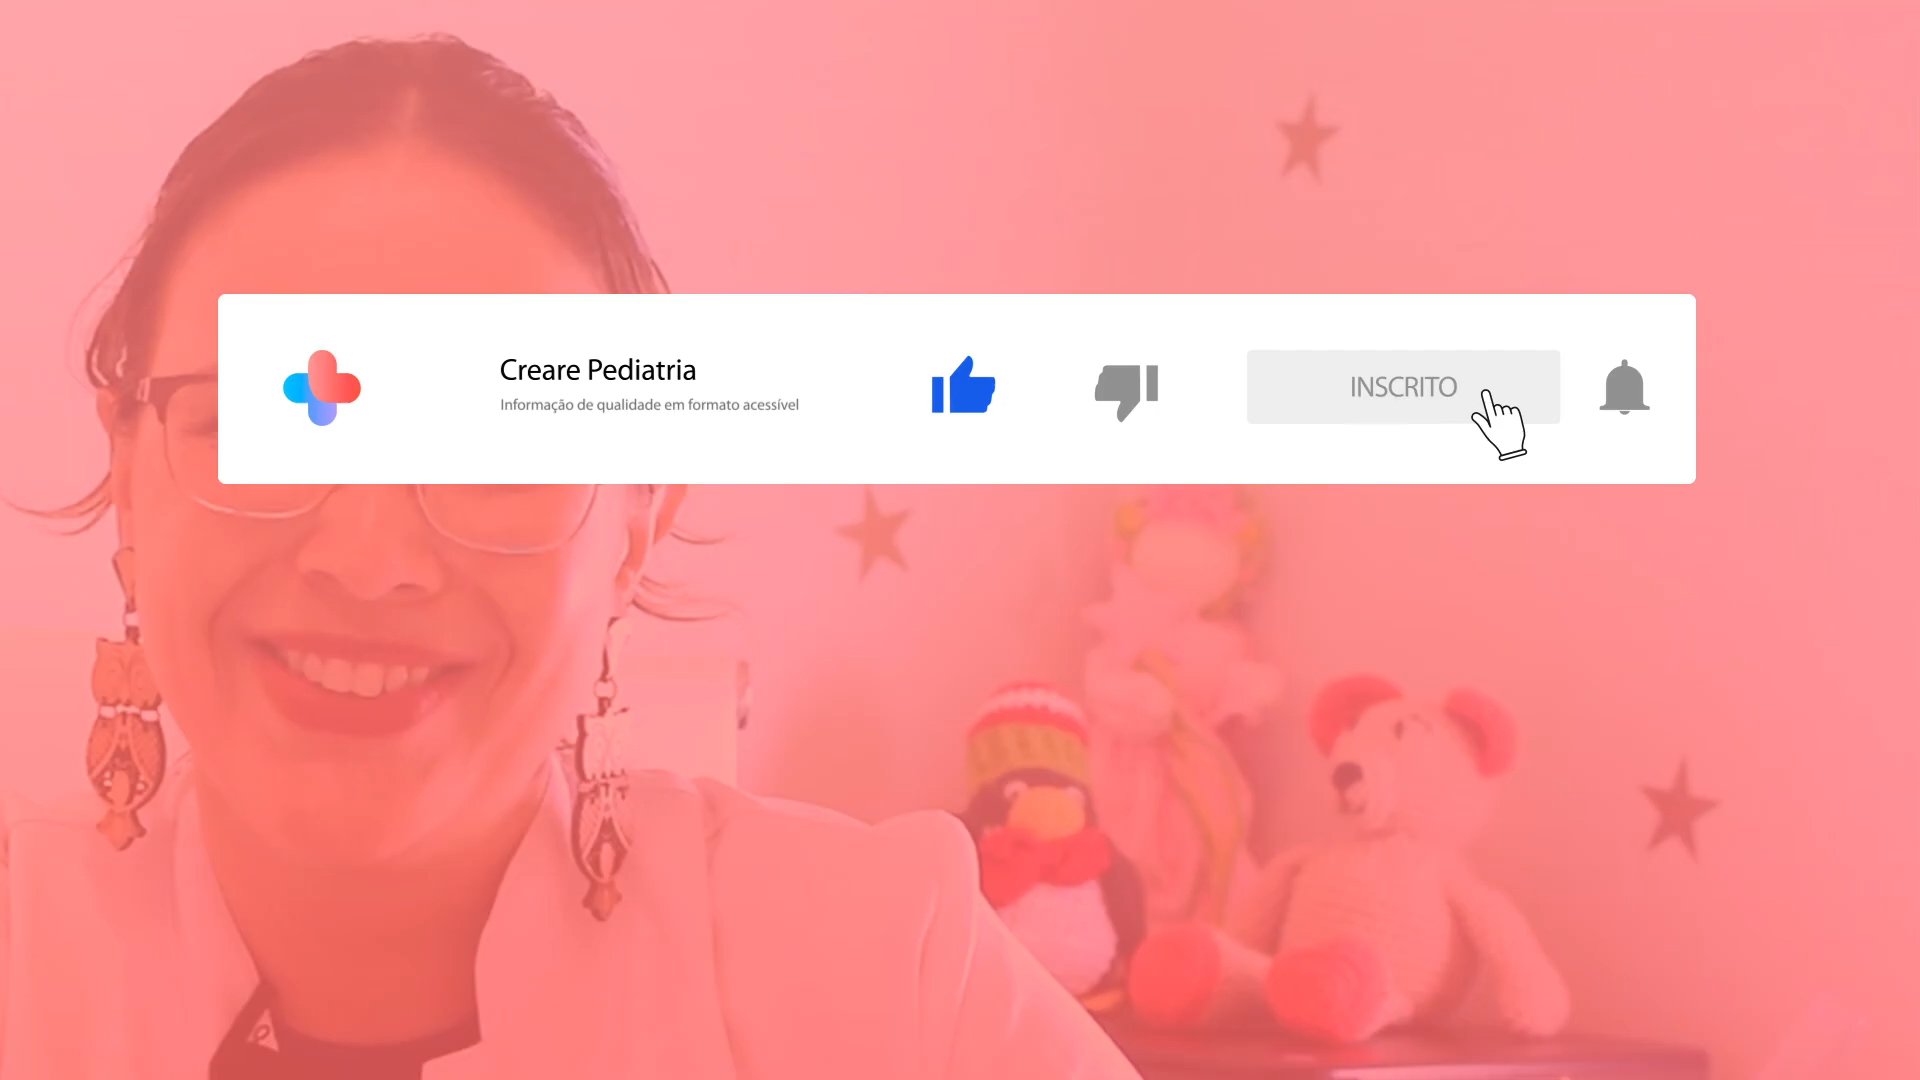 Creare Pediatria
Informação de qualidade em formato acessível
INSCRITO